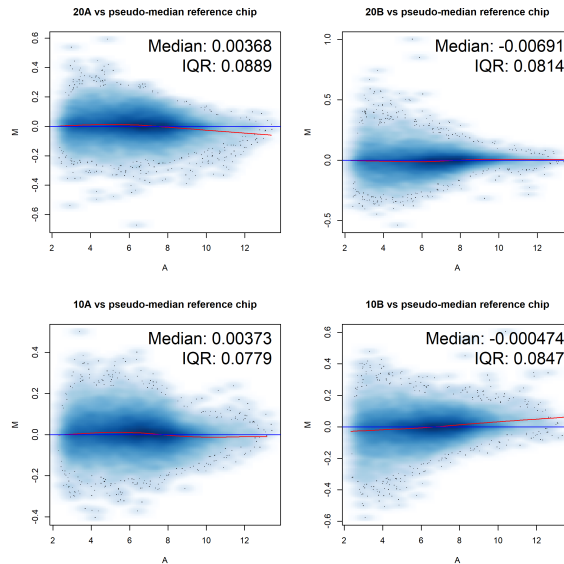 20A vs pseudo-median reference chip
Median: 0.00368
IQR: 0.0889
M
0.6
0.4
0.2
0.0
-0.2
-0.4
-0.6
2 4 6 8 10 12
A
20B vs pseudo-median reference chip
Median: -0.00691
IQR: 0.0814
M
1.0
0.5
0.0
-0.5
2 4 6 8 10 12
A
10A vs pseudo-median reference chip
Median: 0.00373
IQR: 0.0779
M
0.4
0.2
0.0
-0.2
-0.4
2 4 6 8 10 12
A
10B vs pseudo-median reference chip
Median: -0.000474
IQR: 0.0847
M
0.6
0.4
0.2
0.0
-0.2
-0.4
-0.6
2 4 6 8 10 12
A